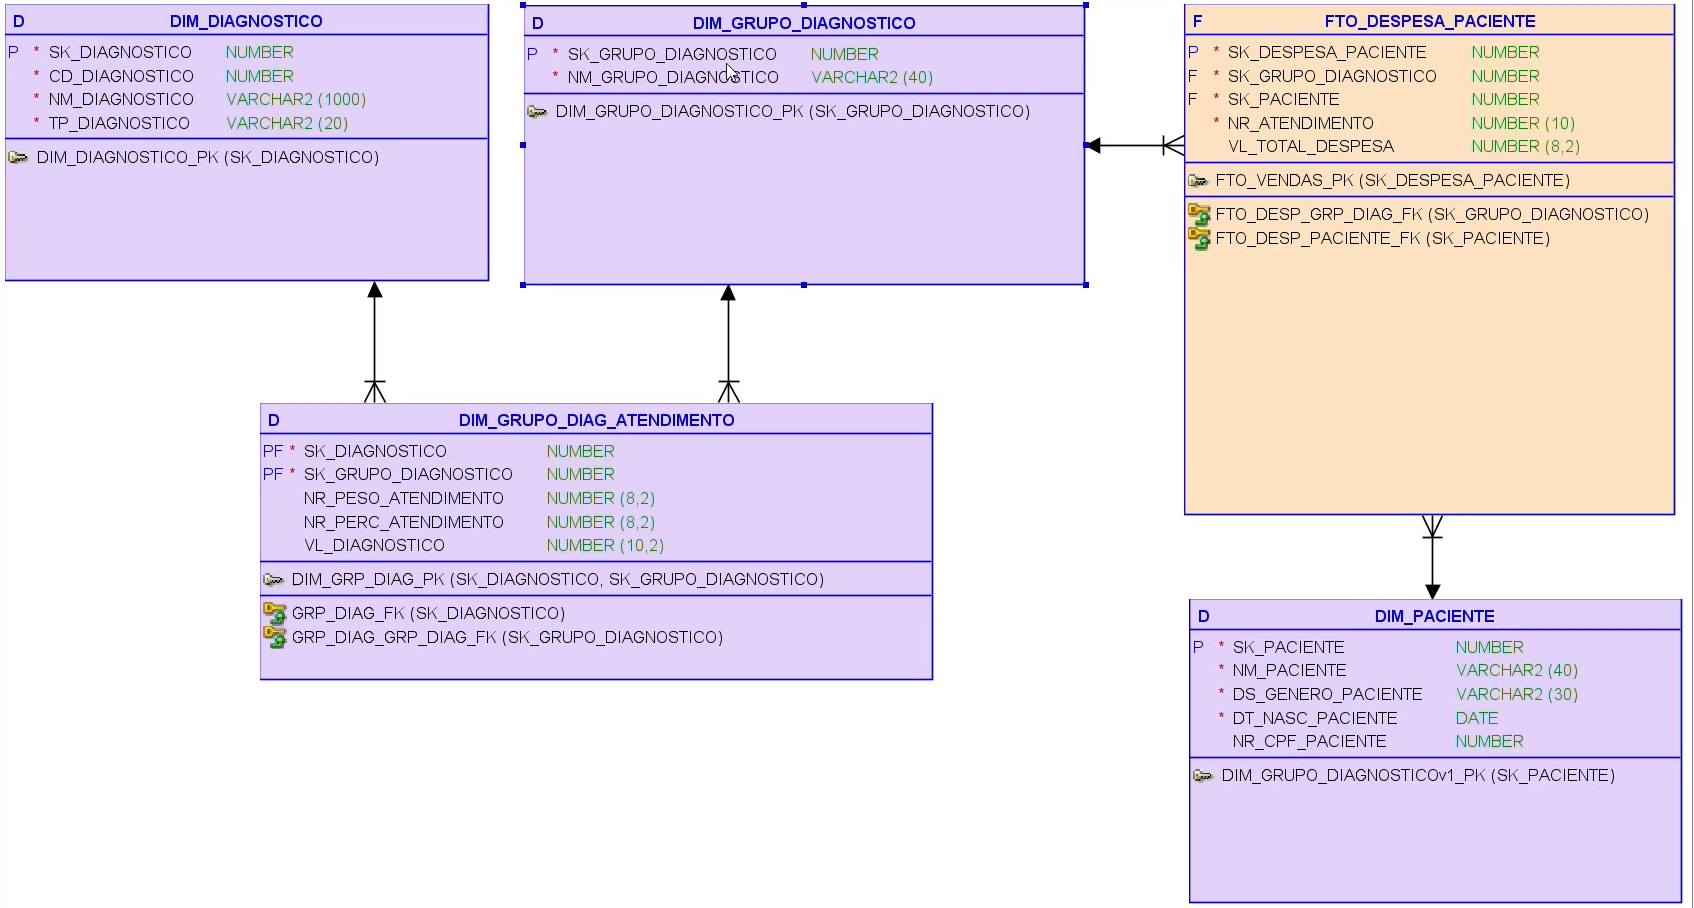 D DIM_DIAGNOSTICO
P * SK_DIAGNOSTICO NUMBER
* CD_DIAGNOSTICO NUMBER
* NM_DIAGNOSTICO VARCHAR2 (1000)
* TP_DIAGNOSTICO VARCHAR2 (20)
DIM_DIAGNOSTICO_PK (SK_DIAGNOSTICO)
D DIM_GRUPO_DIAGNOSTICO
P * SK_GRUPO_DIAGNOSTICO NUMBER
* NM_GRUPO_DIAGNOSTICO VARCHAR2 (40)
DIM_GRUPO_DIAGNOSTICO_PK (SK_GRUPO_DIAGNOSTICO)
F FTO_DESPESA_PACIENTE
P * SK_DESPESA_PACIENTE NUMBER
F * SK_GRUPO_DIAGNOSTICO NUMBER
F * SK_PACIENTE NUMBER
* NR_ATENDIMENTO NUMBER (10)
VL_TOTAL_DESPESA NUMBER (8,2)
FTO_VENDAS_PK (SK_DESPESA_PACIENTE)
FTO_DESP_GRP_DIAG_FK (SK_GRUPO_DIAGNOSTICO)
FTO_DESP_PACIENTE_FK (SK_PACIENTE)
D DIM_GRUPO_DIAG_ATENDIMENTO
PF * SK_DIAGNOSTICO NUMBER
PF * SK_GRUPO_DIAGNOSTICO NUMBER
NR_PESO_ATENDIMENTO NUMBER (8,2)
NR_PERC_ATENDIMENTO NUMBER (8,2)
VL_DIAGNOSTICO NUMBER (10,2)
DIM_GRP_DIAG_PK (SK_DIAGNOSTICO, SK_GRUPO_DIAGNOSTICO)
GRP_DIAG_FK (SK_DIAGNOSTICO)
GRP_DIAG_GRP_DIAG_FK (SK_GRUPO_DIAGNOSTICO)
D DIM_PACIENTE
P * SK_PACIENTE NUMBER
* NM_PACIENTE VARCHAR2 (40)
* DS_GENERO_PACIENTE VARCHAR2 (30)
* DT_NASC_PACIENTE DATE
NR_CPF_PACIENTE NUMBER
DIM_GRUPO_DIAGNOSTICOv1_PK (SK_PACIENTE)